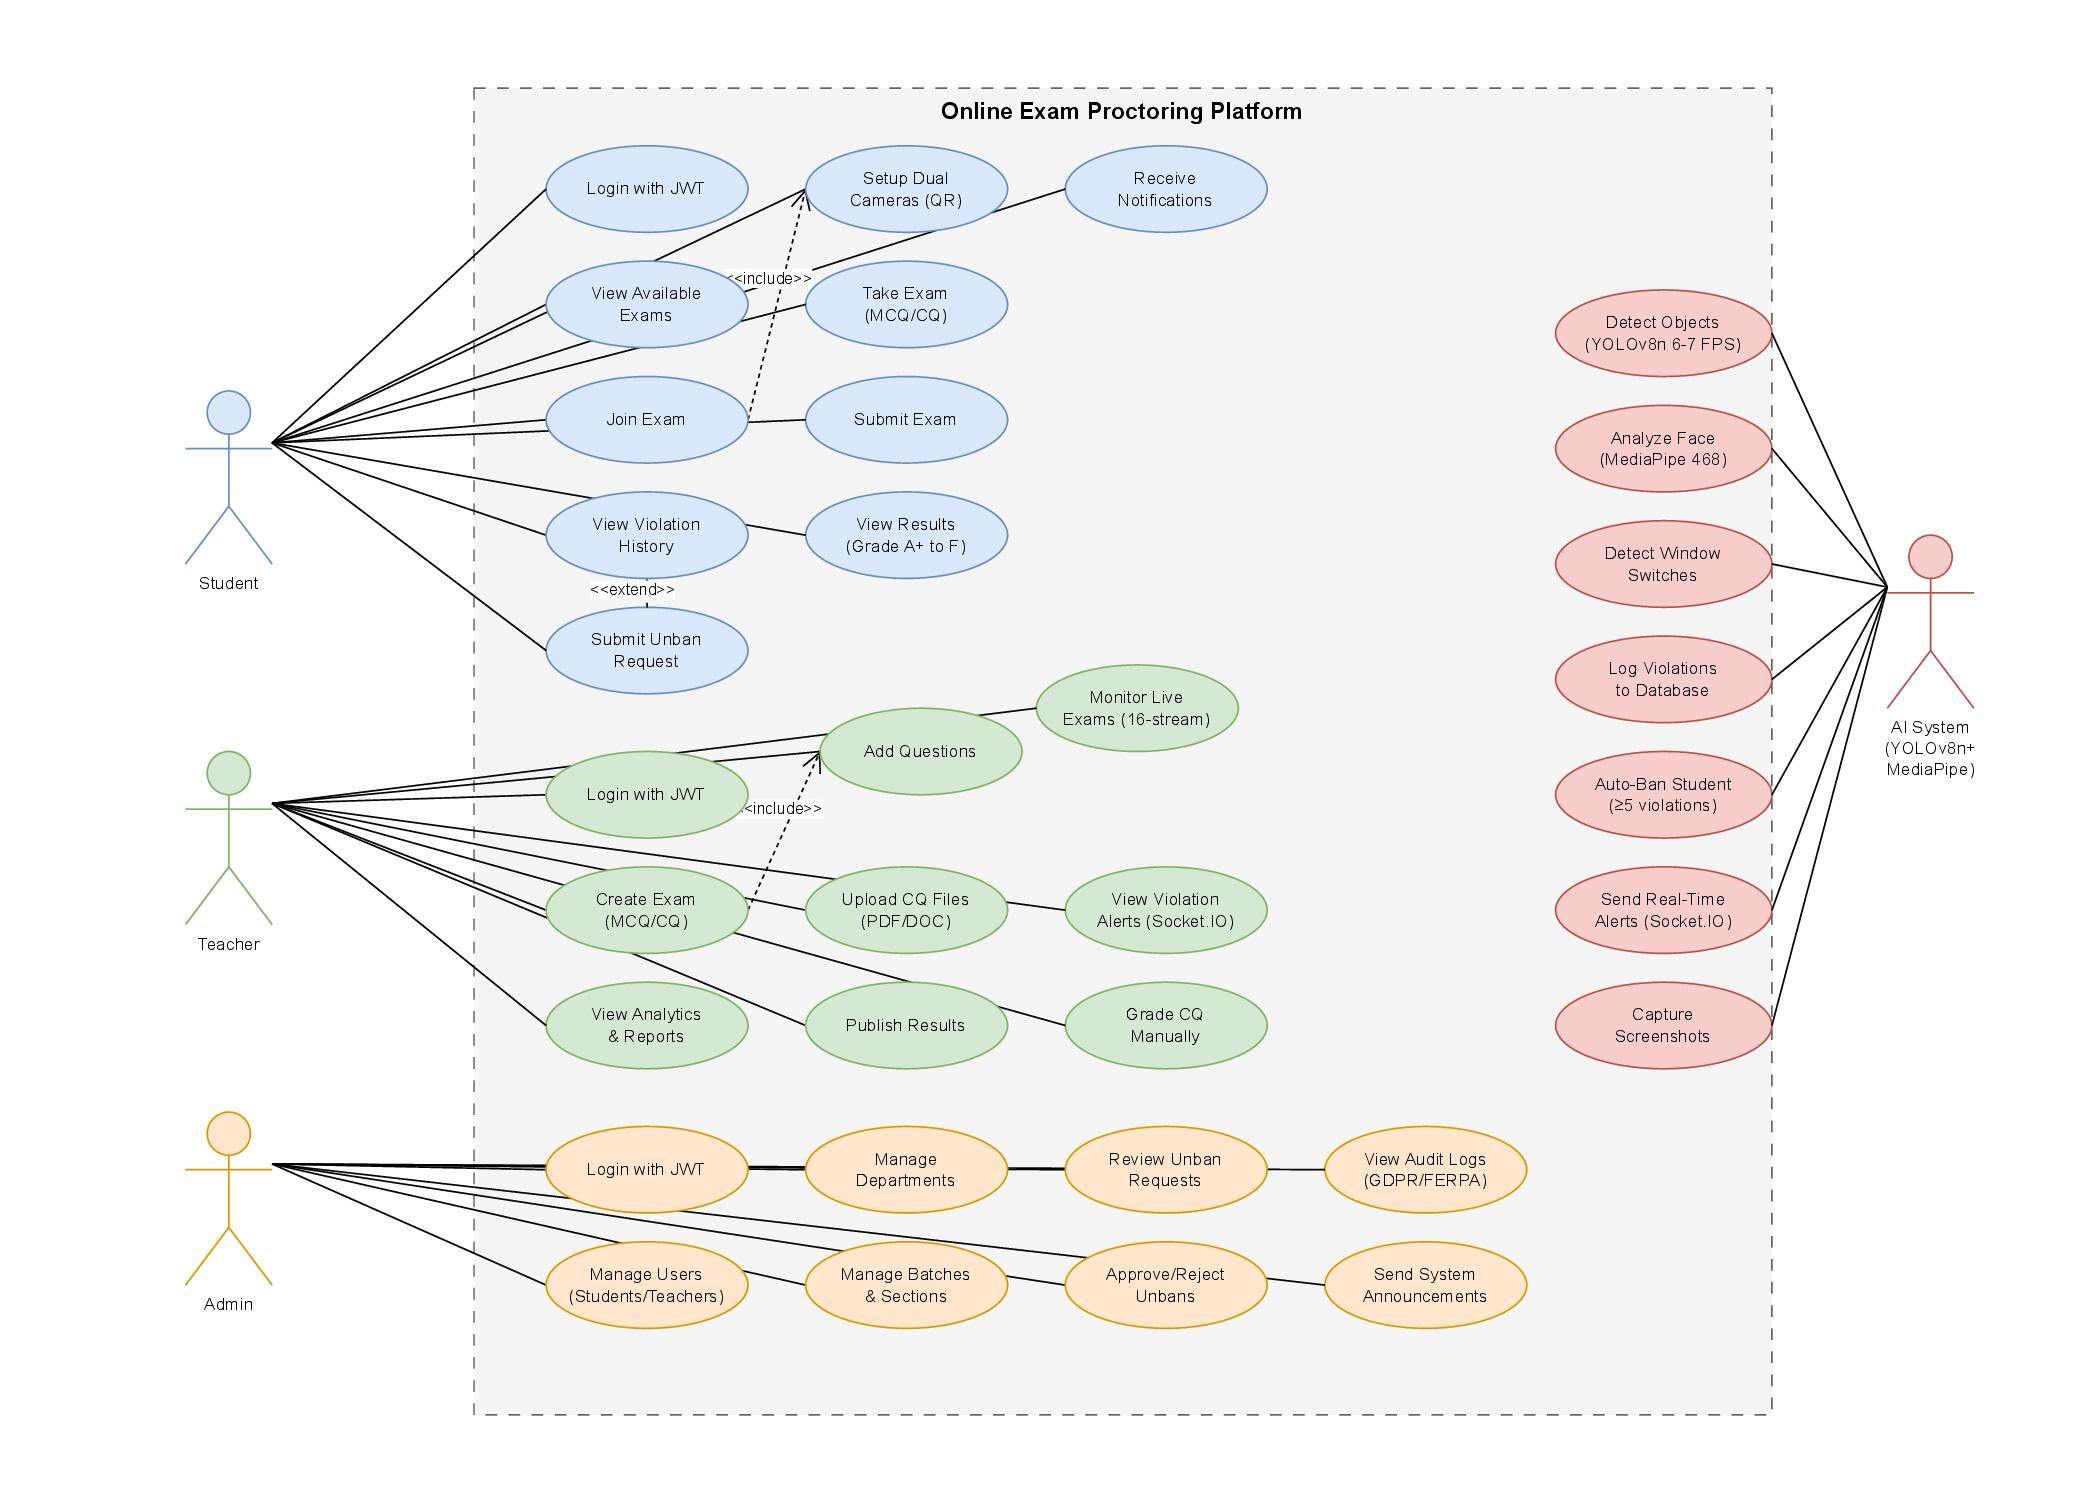 Online Exam Proctoring Platform
Login with JWT
Setup Dual
Cameras (QR)
Receive
Notifications
<<include>>
View Available
Exams
Take Exam
(MCQ/CQ)
Join Exam
Submit Exam
View Violation
History
View Results
(Grade A+ to F)
<<extend>>
Submit Unban
Request
Student
Detect Objects
(YOLOv8n 6-7 FPS)
Analyze Face
(MediaPipe 468)
Detect Window
Switches
Log Violations
to Database
Auto-Ban Student
(≥5 violations)
Send Real-Time
Alerts (Socket.IO)
Capture
Screenshots
AI System
(YOLOv8n+
MediaPipe)
Monitor Live
Exams (16-stream)
Add Questions
Login with JWT
<<include>>
Create Exam
(MCQ/CQ)
Upload CQ Files
(PDF/DOC)
View Violation
Alerts (Socket.IO)
Teacher
View Analytics
& Reports
Publish Results
Grade CQ
Manually
Login with JWT
Manage
Departments
Review Unban
Requests
View Audit Logs
(GDPR/FERPA)
Manage Users
(Students/Teachers)
Manage Batches
& Sections
Approve/Reject
Unbans
Send System
Announcements
Admin